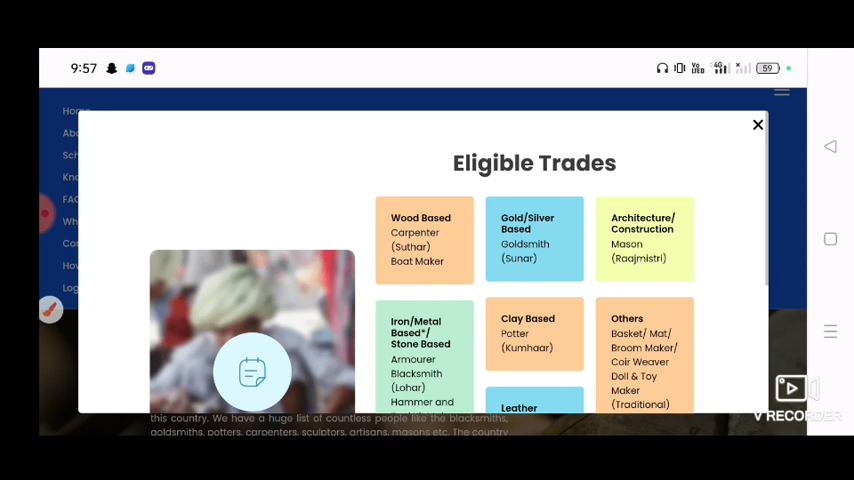 9:57
Vo
LTE
4G
59
Eligible Trades
Wood Based
Carpenter
(Suthar)
Boat Maker
Gold/Silver
Based
Goldsmith
(Sunar)
Architecture/
Construction
Mason
(Raajmistri)
Iron/Metal
Based*/
Stone Based
Armourer
Blacksmith
(Lohar)
Hammer and
Clay Based
Potter
(Kumhaar)
Leather
Others
Basket/ Mat/
Broom Maker/
Coir Weaver
Doll & Toy
Maker
(Traditional)
this country. We have a huge list of countless people like the blacksmiths,
goldsmiths, potters, carpenters, sculptors, artisans, masons etc. The country
V RECORDER